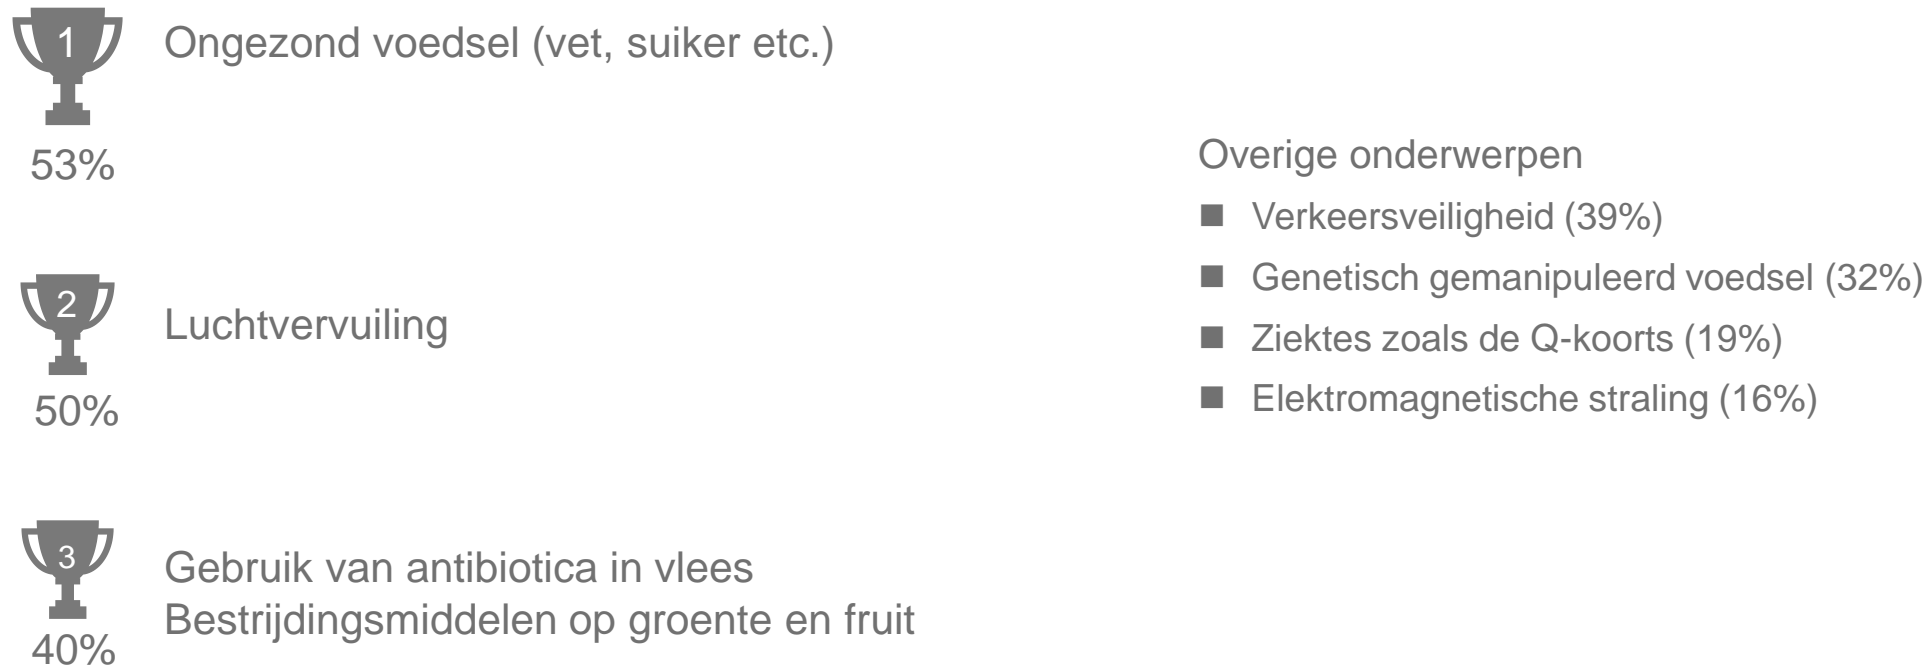 1
Ongezond voedsel (vet, suiker etc.)
53%
2
Luchtvervuiling
50%
3
Gebruik van antibiotica in vlees
Bestrijdingsmiddelen op groente en fruit
40%
Overige onderwerpen
Verkeersveiligheid (39%)
Genetisch gemanipuleerd voedsel (32%)
Ziektes zoals de Q-koorts (19%)
Elektromagnetische straling (16%)